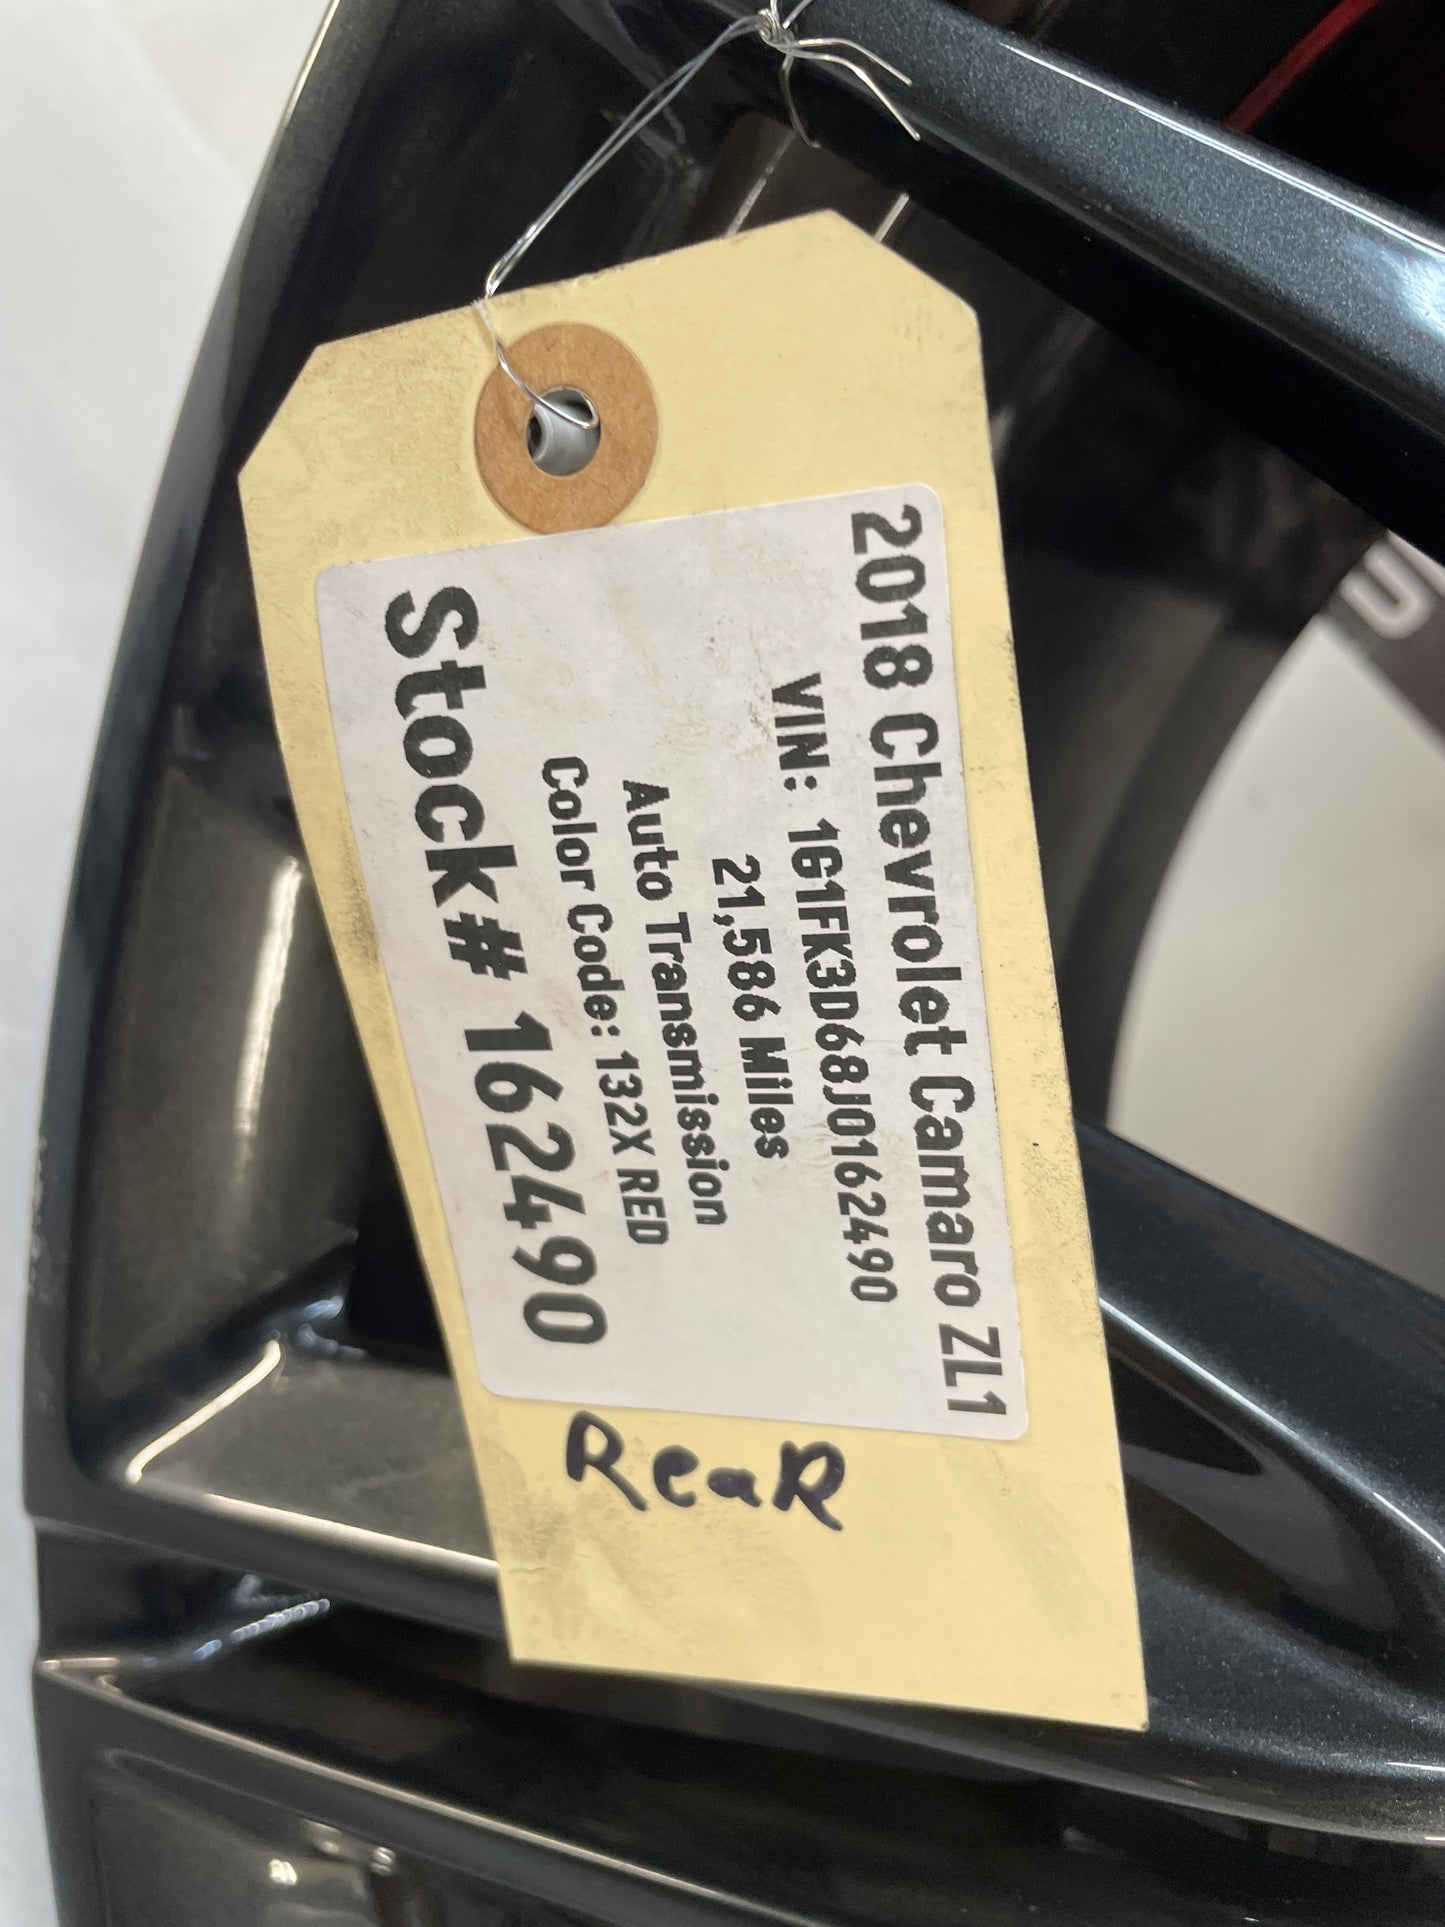 2018 Chevrolet Camaro ZL1
VIN: 1G1FK3D68J0162490
21,586 Miles
Auto Transmission
Color Code: 132X RED
Stock# 162490
ReaR